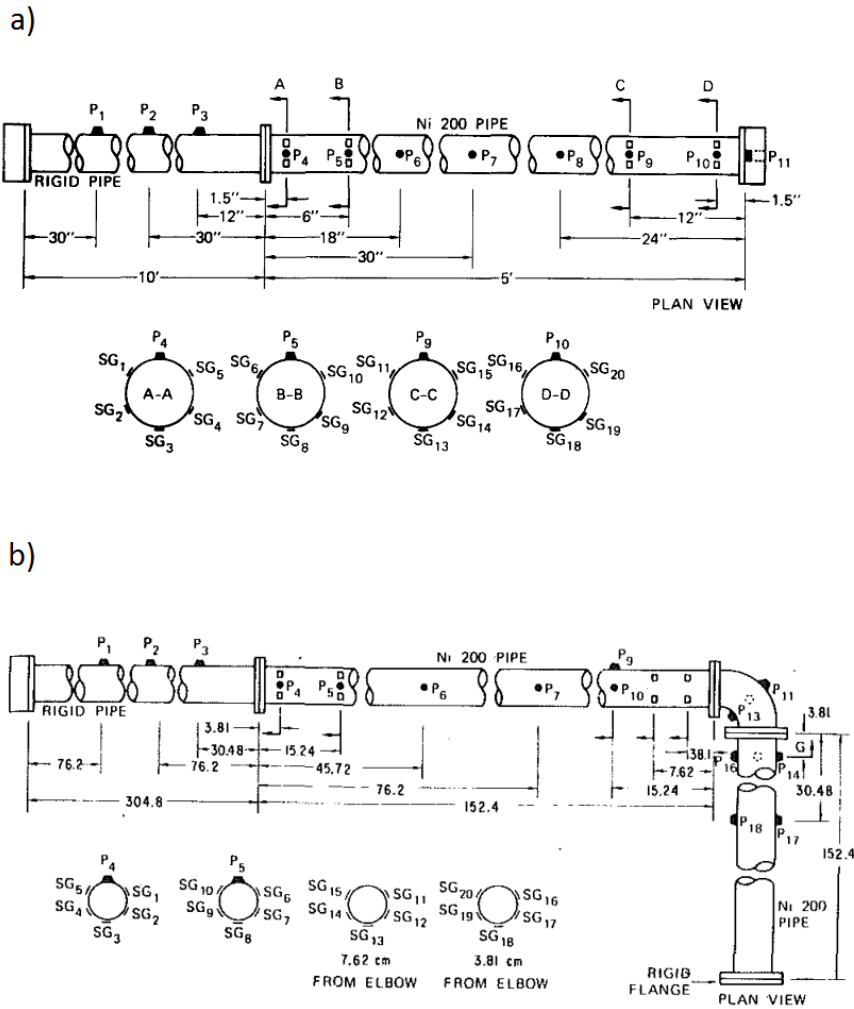 a)
A B C D
P1 P2 P3 Ni 200 PIPE
P4 P5 P6 P7 P8 P9 P10 P11
RIGID PIPE
1.5" 1.5"
12" 6" 12"
30" 30" 18" 24"
30"
10' 5'
PLAN VIEW
P4 P5 P9 P10
SG1 SG5 SG6 SG10 SG11 SG15 SG16 SG20
A-A B-B C-C D-D
SG2 SG4 SG7 SG9 SG12 SG14 SG17 SG19
SG3 SG8 SG13 SG18
b)
P1 P2 P3 Ni 200 PIPE P9
P4 P5 P6 P7 P10 P11
RIGID PIPE P13
3.81 3.81
30.48 15.24 138.1 G
P16 P14
76.2 76.2 45.72 7.62
76.2 15.24 30.48
304.8 152.4
P18 P17
152.4
P4 P5
SG5 SG1 SG10 SG6 SG15 SG11 SG20 SG16
SG4 SG2 SG9 SG7 SG14 SG12 SG19 SG17
SG3 SG8 SG13 SG18
Ni 200
PIPE
7.62 cm 3.81 cm
FROM ELBOW FROM ELBOW
RIGID
FLANGE
PLAN VIEW